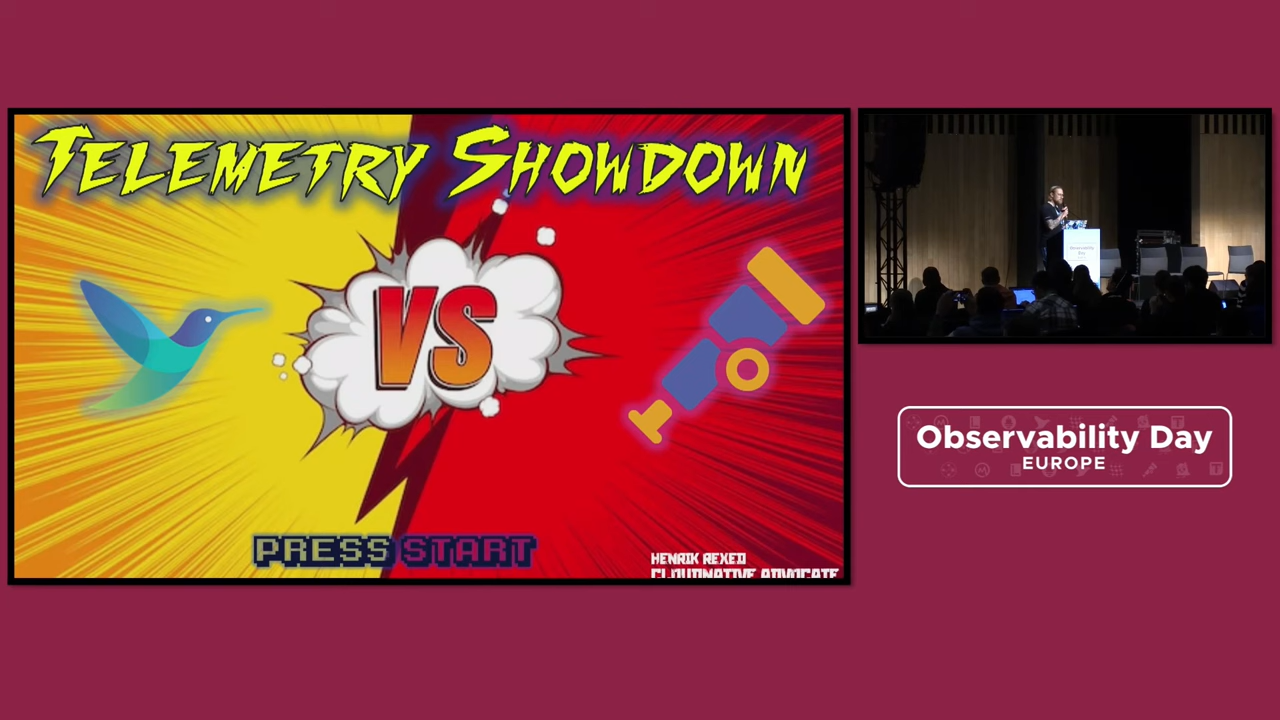 TELEMETRY SHOWDOWN
VS
PRESS START
HENRIK REXED
CLOUDNATIVE ADVOCATE
Observability Day
EUROPE